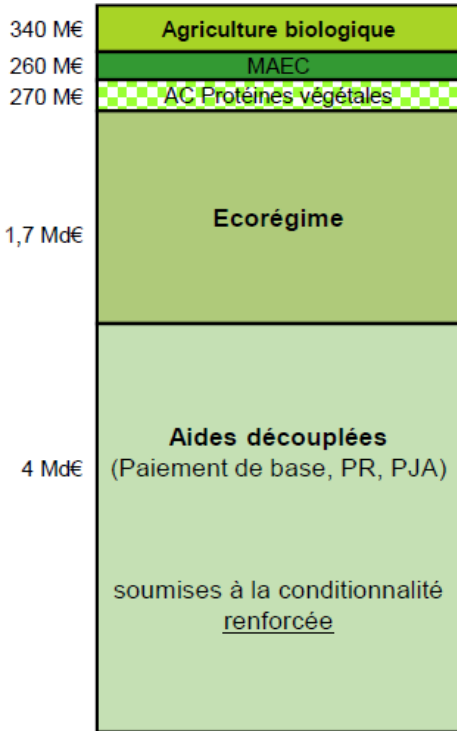 340 M€ Agriculture biologique
260 M€ MAEC
270 M€ AC Protéines végétales
1,7 Md€ Ecorégime
4 Md€ Aides découplées
(Paiement de base, PR, PJA)
soumises à la conditionnalité
renforcée